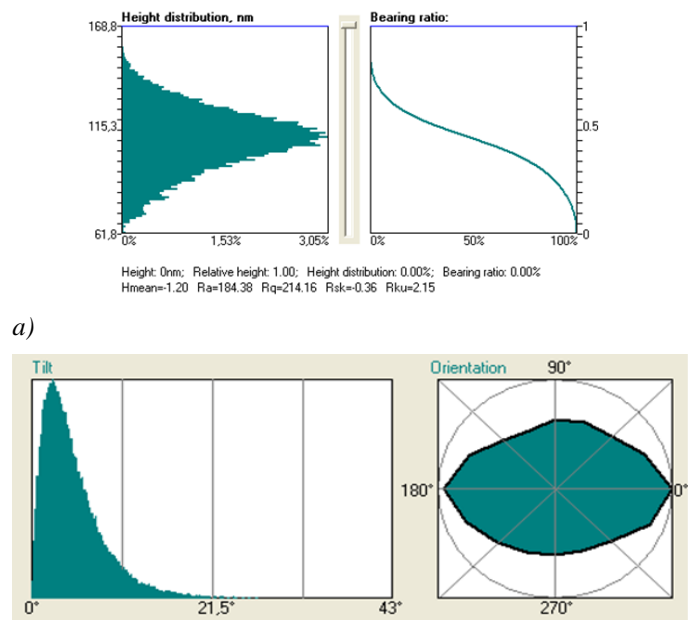 Height distribution, nm Bearing ratio:
168,8 1
115,3 0.5
61,8 0
0% 1,53% 3,05% 0% 50% 100%
Height: 0nm; Relative height: 1.00; Height distribution: 0.00%; Bearing ratio: 0.00%
Hmean=-1.20 Ra=184.38 Rq=214.16 Rsk=-0.36 Rku=2.15
a)
Tilt Orientation 90°
180° 0°
0° 21,5° 43° 270°